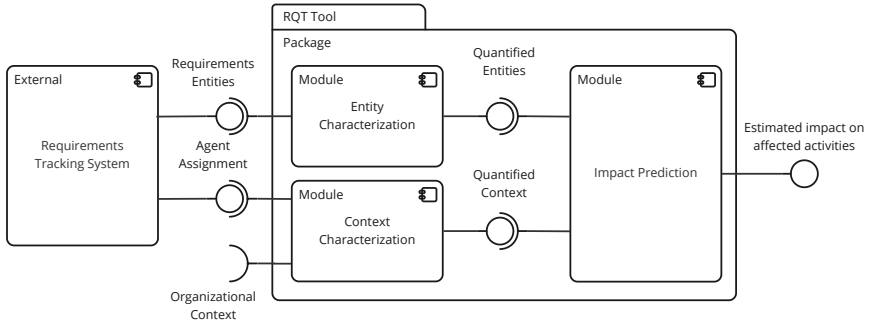 RQT Tool
Package
External
Requirements
Tracking System
Requirements
Entities
Agent
Assignment
Organizational
Context
Module
Entity
Characterization
Module
Context
Characterization
Quantified
Entities
Quantified
Context
Module
Impact Prediction
Estimated impact on
affected activities